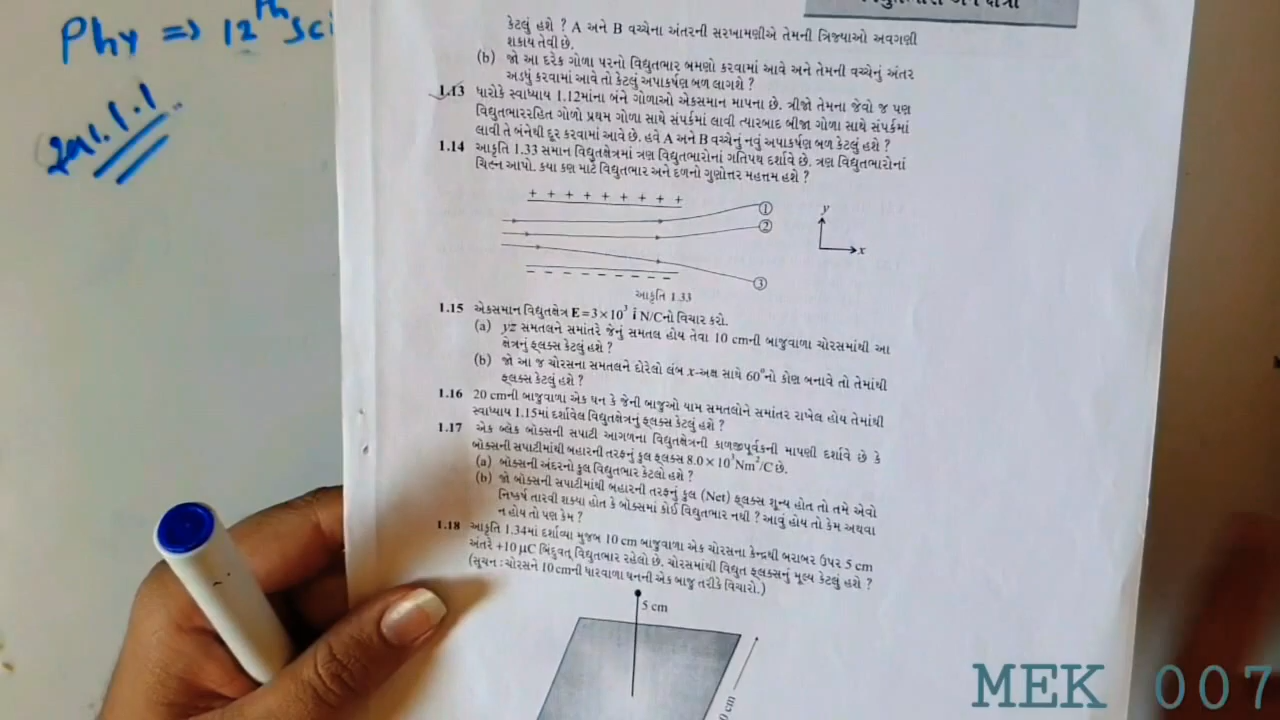 Phy => 12th Sci
1.1.1
કેટલું હશે ? A અને B વચ્ચેના અંતરની સરખામણીએ તેમની ત્રિજ્યાઓ અવગણી
શકાય તેવી છે.
(b) જો આ દરેક ગોળા પરનો વિદ્યુતભાર બમણો કરવામાં આવે અને તેમની વચ્ચેનું અંતર
અડધું કરવામાં આવે તો કેટલું અપાકર્ષણ બળ લાગશે ?
1.13 ધારોકે સ્વાધ્યાય 1.12માંના બંને ગોળાઓ એકસમાન માપના છે. ત્રીજો તેમના જેવો જ પણ
વિદ્યુતભારરહિત ગોળો પ્રથમ ગોળા સાથે સંપર્કમાં લાવી ત્યારબાદ બીજા ગોળા સાથે સંપર્કમાં
લાવી તે બંનેથી દૂર કરવામાં આવે છે. હવે A અને B વચ્ચેનું નવું અપાકર્ષણ બળ કેટલું હશે ?
1.14 આકૃતિ 1.33 સમાન વિદ્યુતક્ષેત્રમાં ત્રણ વિદ્યુતભારોનાં ગતિપથ દર્શાવે છે. ત્રણ વિદ્યુતભારોનાં
ચિહ્ન આપો. કયા કણ માટે વિદ્યુતભાર અને દળનો ગુણોત્તર મહત્તમ હશે ?
+ + + + + + + + +
1
2
3
y
x
આકૃતિ 1.33
1.15 એકસમાન વિદ્યુતક્ષેત્ર E = 3 × 10³ î N/Cનો વિચાર કરો.
(a) yz સમતલને સમાંતરે જેનું સમતલ હોય તેવા 10 cmની બાજુવાળા ચોરસમાંથી આ
ક્ષેત્રનું ફ્લક્સ કેટલું હશે ?
(b) જો આ જ ચોરસના સમતલને દોરેલો લંબ x-અક્ષ સાથે 60°નો કોણ બનાવે તો તેમાંથી
ફ્લક્સ કેટલું હશે ?
1.16 20 cmની બાજુવાળા એક ઘન કે જેની બાજુઓ યામ સમતલોને સમાંતર રાખેલ હોય તેમાંથી
સ્વાધ્યાય 1.15માં દર્શાવેલ વિદ્યુતક્ષેત્રનું ફ્લક્સ કેટલું હશે ?
1.17 એક બ્લેક બોક્સની સપાટી આગળના વિદ્યુતક્ષેત્રની કાળજીપૂર્વકની માપણી દર્શાવે છે કે
બોક્સની સપાટીમાંથી બહારની તરફનું કુલ ફ્લક્સ 8.0 × 10³ Nm²/C છે.
(a) બોક્સની અંદરનો કુલ વિદ્યુતભાર કેટલો હશે ?
(b) જો બોક્સની સપાટીમાંથી બહારની તરફનું કુલ (Net) ફ્લક્સ શૂન્ય હોત તો તમે એવો
નિષ્કર્ષ તારવી શક્યા હોત કે બોક્સમાં કોઈ વિદ્યુતભાર નથી ? આવું હોય તો કેમ અથવા
ન હોય તો પણ કેમ ?
1.18 આકૃતિ 1.34માં દર્શાવ્યા મુજબ 10 cm બાજુવાળા એક ચોરસના કેન્દ્રથી બરાબર ઉપર 5 cm
અંતરે +10 μC બિંદુવત્ વિદ્યુતભાર રહેલો છે. ચોરસમાંથી વિદ્યુત ફ્લક્સનું મૂલ્ય કેટલું હશે ?
(સૂચન : ચોરસને 10 cmની ધારવાળા ઘનની એક બાજુ તરીકે વિચારો.)
5 cm
cm
MEK 007